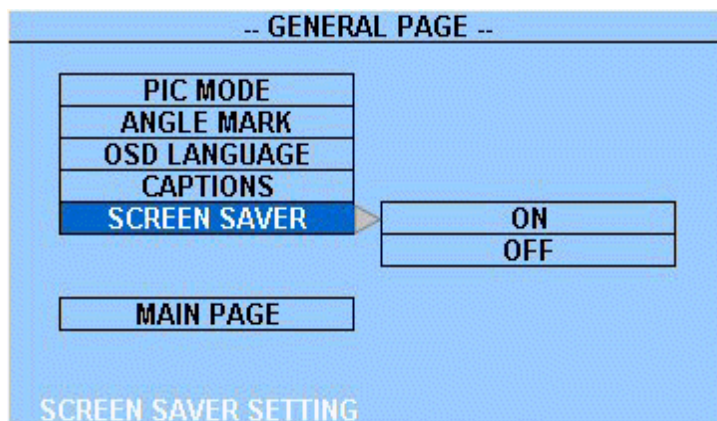 -- GENERAL PAGE --
PIC MODE
ANGLE MARK
OSD LANGUAGE
CAPTIONS
SCREEN SAVER
ON
OFF
MAIN PAGE
SCREEN SAVER SETTING